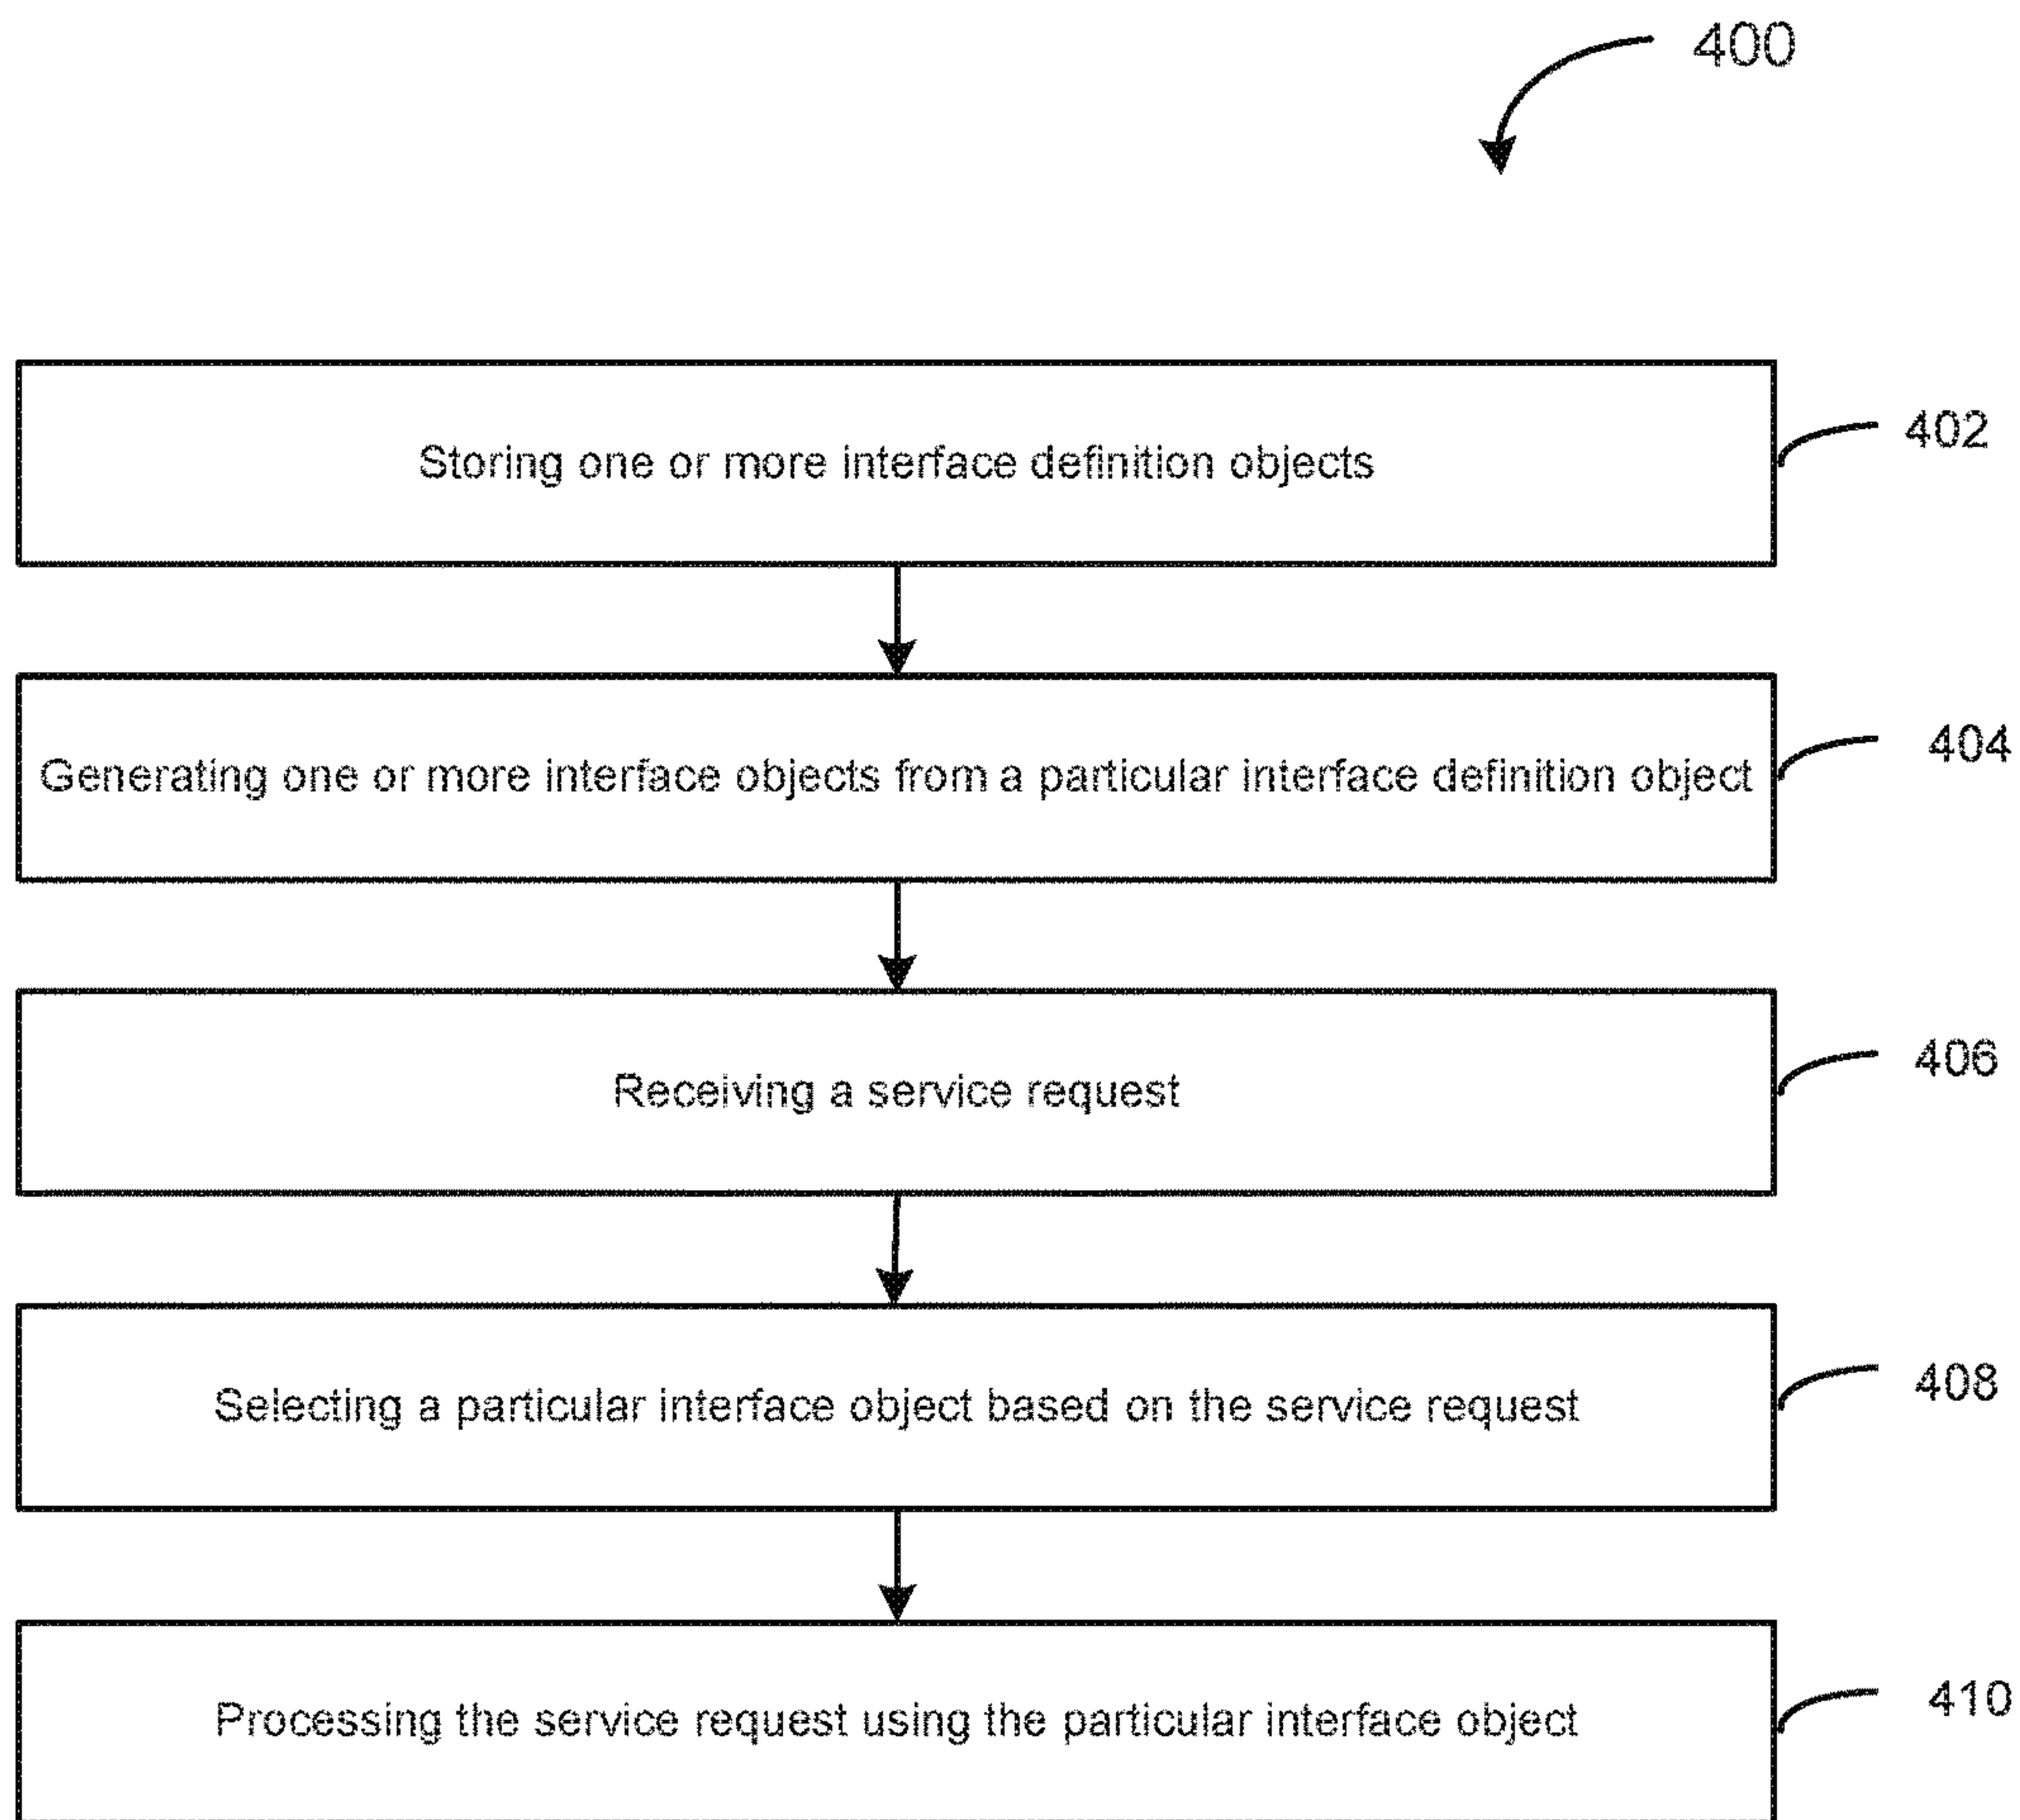 400
Storing one or more interface definition objects
402
Generating one or more interface objects from a particular interface definition object
404
Receiving a service request
406
Selecting a particular interface object based on the service request
408
Processing the service request using the particular interface object
410